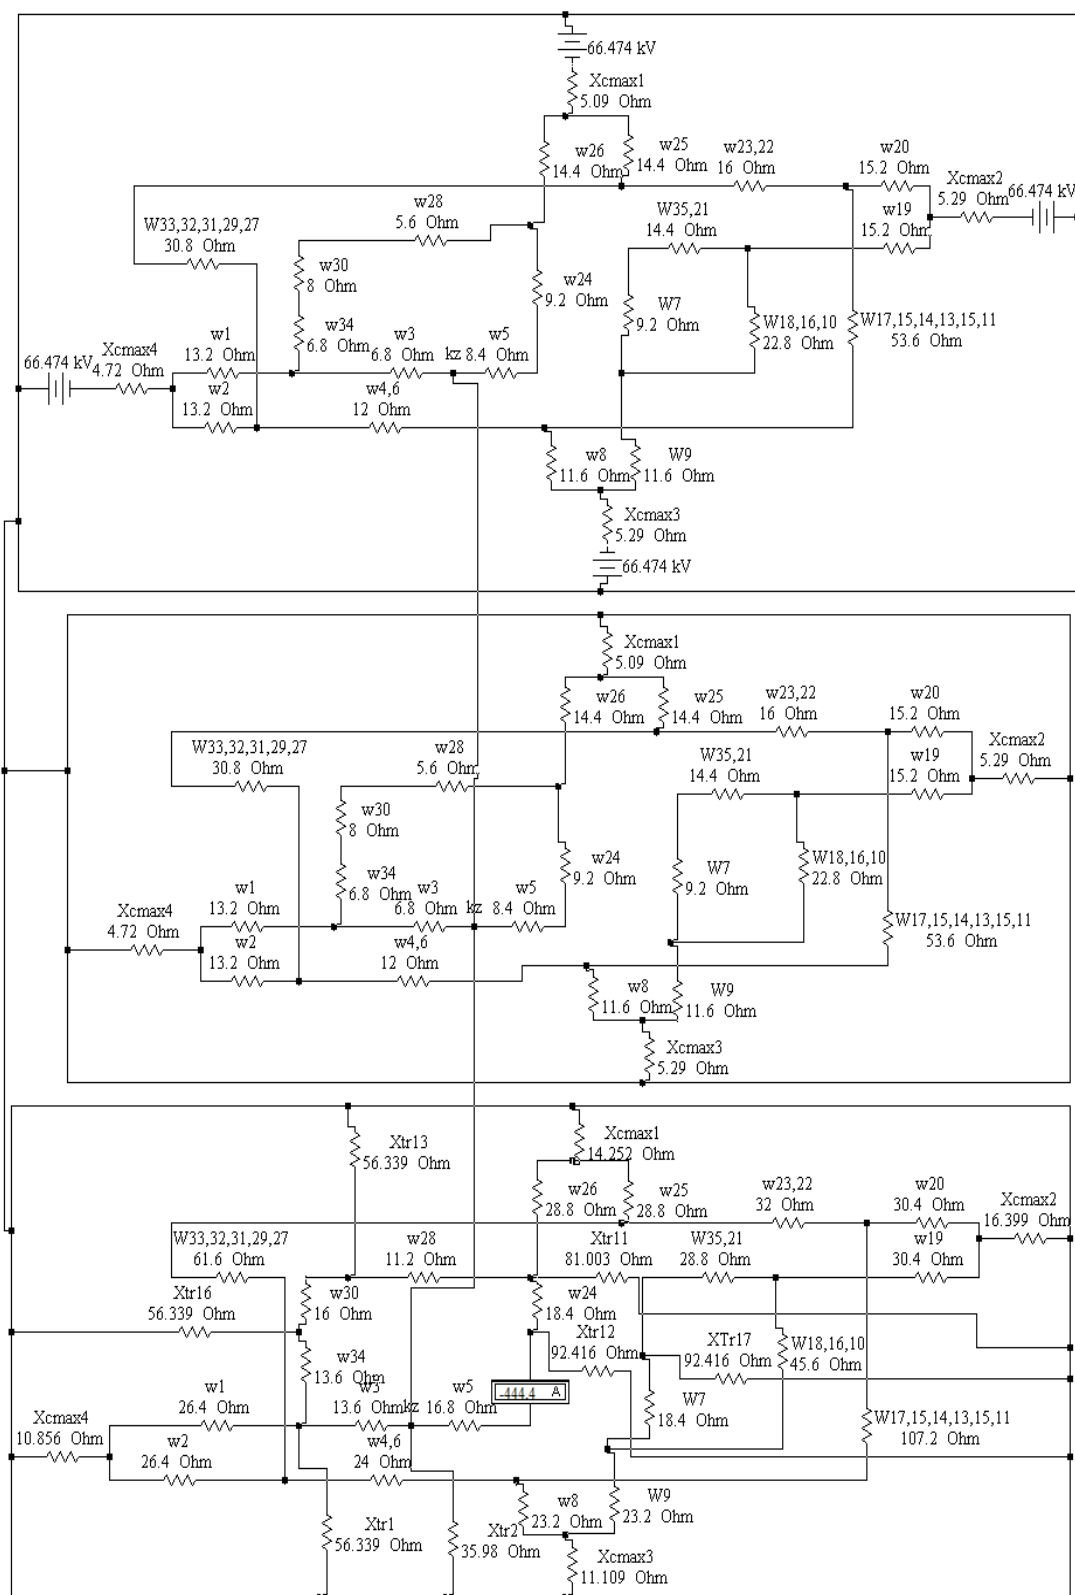 66.474 kV
Xcmax1
5.09 Ohm
w26
14.4 Ohm
w25
14.4 Ohm
w23,22
16 Ohm
w20
15.2 Ohm
Xcmax2
5.29 Ohm
66.474 kV
w28
5.6 Ohm
W35,21
14.4 Ohm
w19
15.2 Ohm
W33,32,31,29,27
30.8 Ohm
w30
8 Ohm
w24
9.2 Ohm
W7
9.2 Ohm
W18,16,10
22.8 Ohm
W17,15,14,13,15,11
53.6 Ohm
w34
6.8 Ohm
w1
13.2 Ohm
w3
6.8 Ohm
kz
w5
8.4 Ohm
66.474 kV
Xcmax4
4.72 Ohm
w2
13.2 Ohm
w4,6
12 Ohm
w8
11.6 Ohm
W9
11.6 Ohm
Xcmax3
5.29 Ohm
66.474 kV
Xcmax1
5.09 Ohm
w26
14.4 Ohm
w25
14.4 Ohm
w23,22
16 Ohm
w20
15.2 Ohm
Xcmax2
5.29 Ohm
W33,32,31,29,27
30.8 Ohm
w28
5.6 Ohm
W35,21
14.4 Ohm
w19
15.2 Ohm
w30
8 Ohm
w24
9.2 Ohm
W7
9.2 Ohm
W18,16,10
22.8 Ohm
w34
6.8 Ohm
w1
13.2 Ohm
w3
6.8 Ohm
kz
w5
8.4 Ohm
W17,15,14,13,15,11
53.6 Ohm
Xcmax4
4.72 Ohm
w2
13.2 Ohm
w4,6
12 Ohm
w8
11.6 Ohm
W9
11.6 Ohm
Xcmax3
5.29 Ohm
Xtr13
56.339 Ohm
Xcmax1
14.252 Ohm
w26
28.8 Ohm
w25
28.8 Ohm
w23,22
32 Ohm
w20
30.4 Ohm
Xcmax2
16.399 Ohm
W33,32,31,29,27
61.6 Ohm
w28
11.2 Ohm
Xtr11
81.003 Ohm
W35,21
28.8 Ohm
w19
30.4 Ohm
Xtr16
56.339 Ohm
w30
16 Ohm
w24
18.4 Ohm
Xtr12
92.416 Ohm
XTr17
92.416 Ohm
W18,16,10
45.6 Ohm
w34
13.6 Ohm
-444.4 A
W7
18.4 Ohm
w1
26.4 Ohm
w3
13.6 Ohm
kz
w5
16.8 Ohm
W17,15,14,13,15,11
107.2 Ohm
Xcmax4
10.856 Ohm
w2
26.4 Ohm
w4,6
24 Ohm
w8
23.2 Ohm
W9
23.2 Ohm
Xtr1
56.339 Ohm
Xtr2
35.98 Ohm
Xcmax3
11.109 Ohm